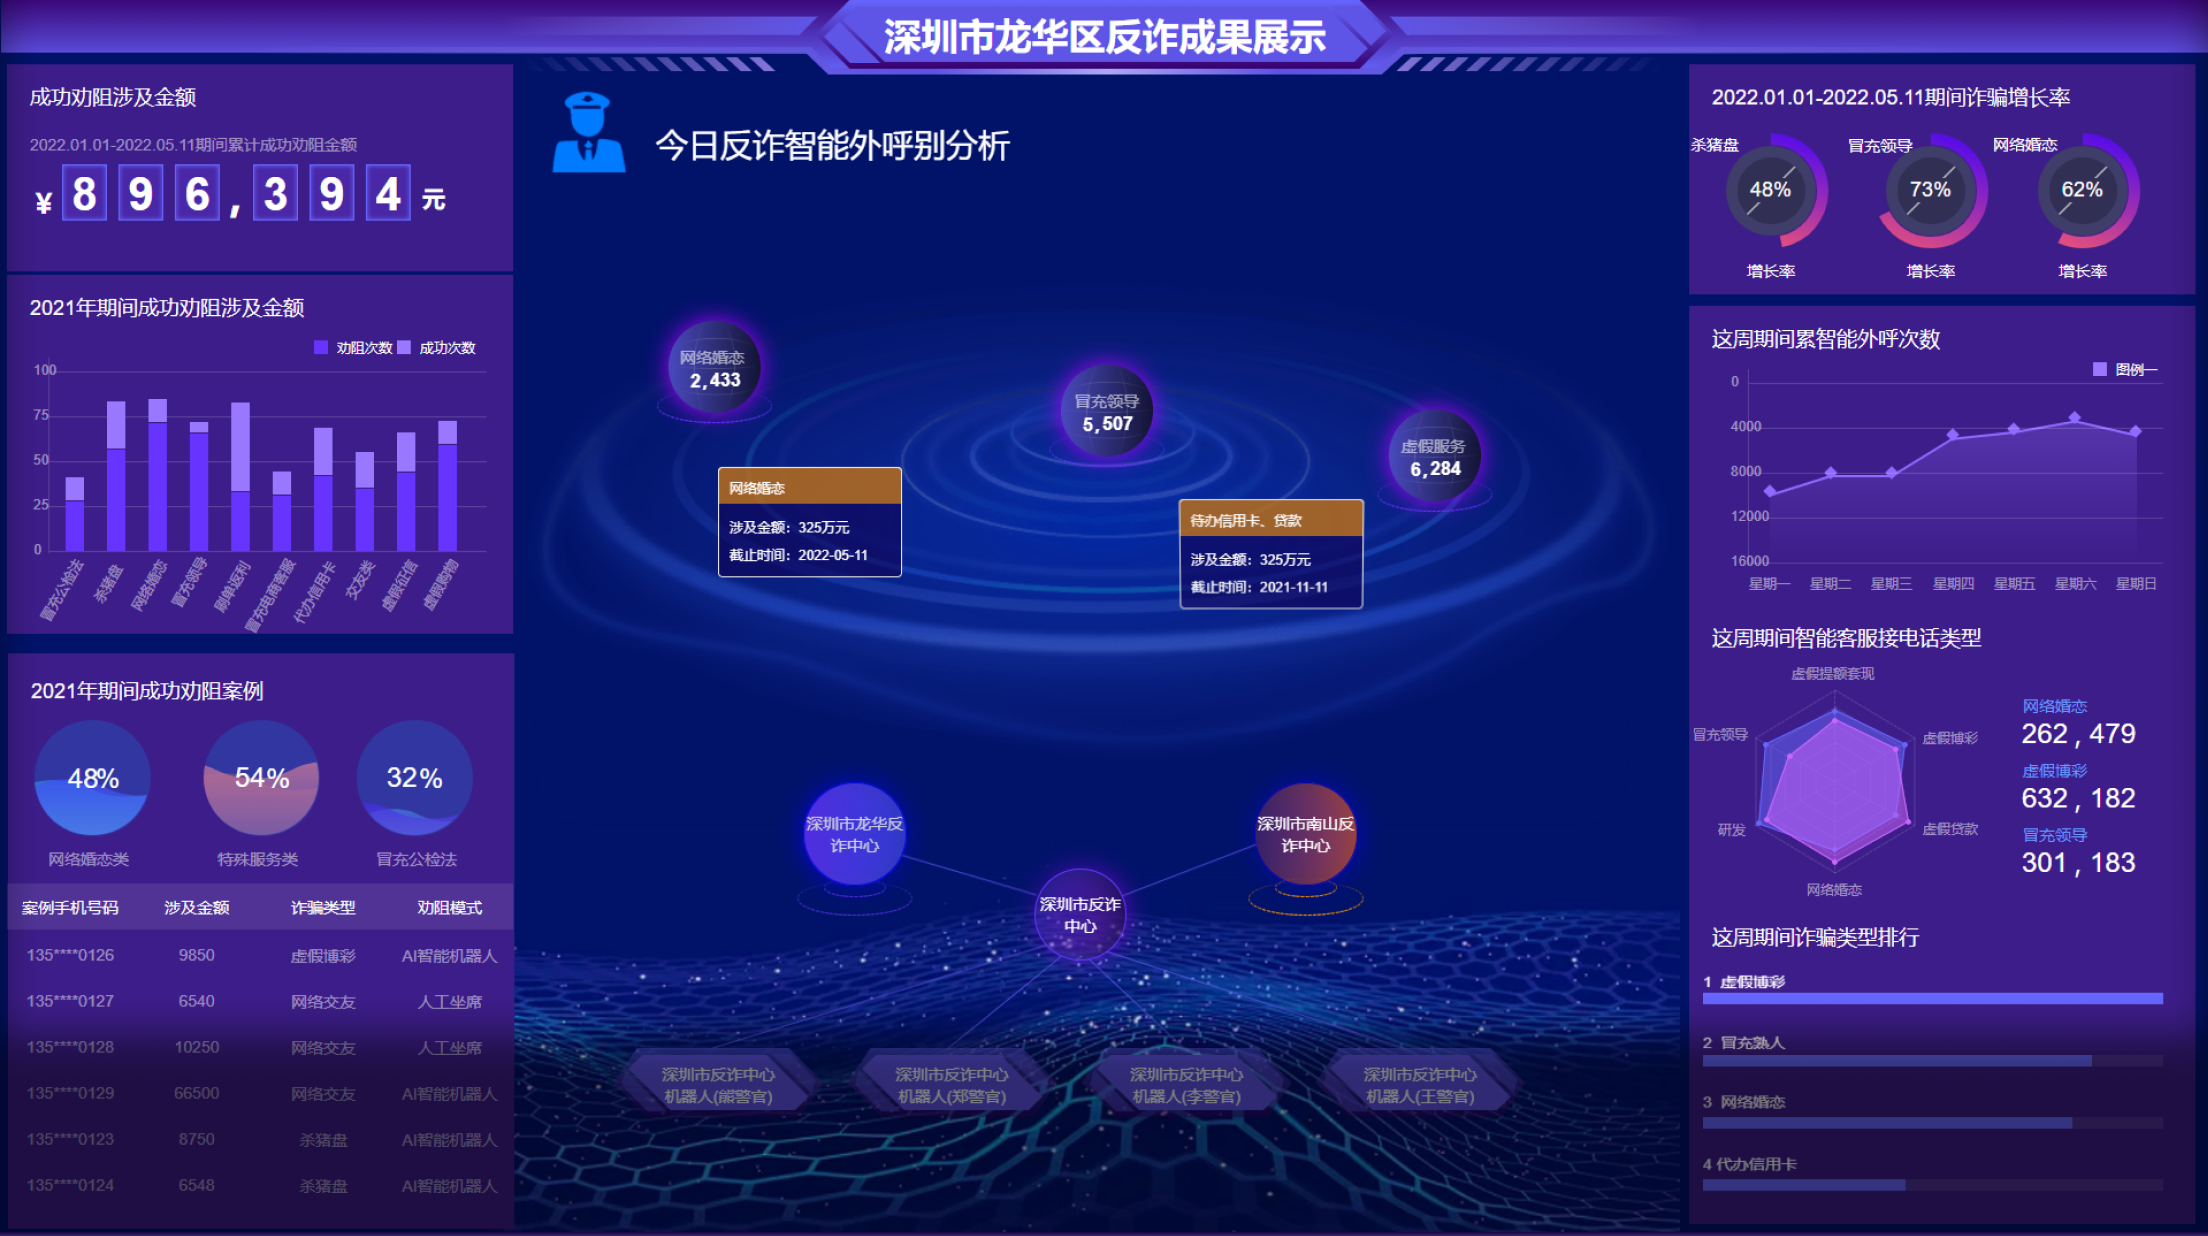 深圳市龙华区反诈成果展示
成功劝阻涉及金额
2022.01.01-2022.05.11期间累计成功劝阻金额
¥ 896,394 元
2021年期间成功劝阻涉及金额
劝阻次数 成功次数
100
75
50
25
0
冒充公检法 杀猪盘 网络婚恋 冒充领导 刷单返利 冒充电商客服 代办信用卡 交友类 虚假征信 虚假购物
2021年期间成功劝阻案例
48% 54% 32%
网络婚恋类 特殊服务类 冒充公检法
案例手机号码 涉及金额 诈骗类型 劝阻模式
135****0126 9850 虚假博彩 AI智能机器人
135****0127 6540 网络交友 人工坐席
135****0128 10250 网络交友 人工坐席
135****0129 66500 网络交友 AI智能机器人
135****0123 8750 杀猪盘 AI智能机器人
135****0124 6548 杀猪盘 AI智能机器人
今日反诈智能外呼别分析
网络婚恋
2,433
冒充领导
5,507
虚假服务
6,284
网络婚恋
涉及金额：325万元
截止时间：2022-05-11
待办信用卡、贷款
涉及金额：325万元
截止时间：2021-11-11
深圳市龙华反
诈中心
深圳市南山反
诈中心
深圳市反诈
中心
深圳市反诈中心
机器人(熊警官)
深圳市反诈中心
机器人(郑警官)
深圳市反诈中心
机器人(李警官)
深圳市反诈中心
机器人(王警官)
2022.01.01-2022.05.11期间诈骗增长率
杀猪盘 冒充领导 网络婚恋
48% 73% 62%
增长率 增长率 增长率
这周期间累智能外呼次数
图例一
0
4000
8000
12000
16000
星期一 星期二 星期三 星期四 星期五 星期六 星期日
这周期间智能客服接电话类型
虚假提额套现
冒充领导
虚假博彩
研发
虚假贷款
网络婚恋
网络婚恋
262 , 479
虚假博彩
632 , 182
冒充领导
301 , 183
这周期间诈骗类型排行
1 虚假博彩
2 冒充熟人
3 网络婚恋
4 代办信用卡